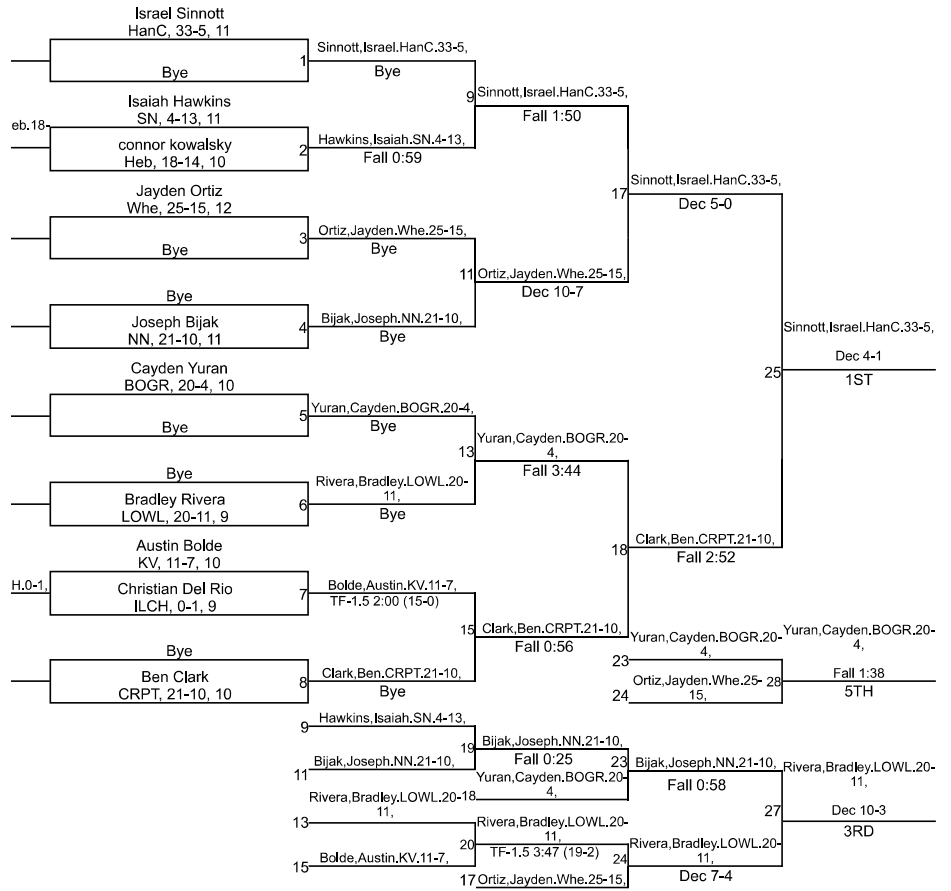 Israel Sinnott
HanC, 33-5, 11
1
Bye
Sinnott,Israel.HanC.33-5,
Bye
9
Sinnott,Israel.HanC.33-5,
Fall 1:50
Isaiah Hawkins
SN, 4-13, 11
eb.18-
connor kowalsky
Heb, 18-14, 10
2
Hawkins,Isaiah.SN.4-13,
Fall 0:59
17
Sinnott,Israel.HanC.33-5,
Dec 5-0
Jayden Ortiz
Whe, 25-15, 12
3
Bye
Ortiz,Jayden.Whe.25-15,
Bye
11
Ortiz,Jayden.Whe.25-15,
Dec 10-7
Bye
Joseph Bijak
NN, 21-10, 11
4
Bijak,Joseph.NN.21-10,
Bye
Sinnott,Israel.HanC.33-5,
25
Dec 4-1
1ST
Cayden Yuran
BOGR, 20-4, 10
5
Bye
Yuran,Cayden.BOGR.20-4,
Bye
13
Yuran,Cayden.BOGR.20-
4,
Fall 3:44
Bye
Bradley Rivera
LOWL, 20-11, 9
6
Rivera,Bradley.LOWL.20-
11,
Bye
18
Clark,Ben.CRPT.21-10,
Fall 2:52
Austin Bolde
KV, 11-7, 10
H.0-1,
Christian Del Rio
ILCH, 0-1, 9
7
Bolde,Austin.KV.11-7,
TF-1.5 2:00 (15-0)
15
Clark,Ben.CRPT.21-10,
Fall 0:56
Bye
Ben Clark
CRPT, 21-10, 10
8
Clark,Ben.CRPT.21-10,
Bye
23
Yuran,Cayden.BOGR.20-
4,
24
Ortiz,Jayden.Whe.25-
15,
28
Yuran,Cayden.BOGR.20-
4,
Fall 1:38
5TH
9
Hawkins,Isaiah.SN.4-13,
11
Bijak,Joseph.NN.21-10,
19
Bijak,Joseph.NN.21-10,
Fall 0:25
18
Yuran,Cayden.BOGR.20-
4,
23
Bijak,Joseph.NN.21-10,
Fall 0:58
13
Rivera,Bradley.LOWL.20-
11,
15
Bolde,Austin.KV.11-7,
20
Rivera,Bradley.LOWL.20-
11,
TF-1.5 3:47 (19-2)
17
Ortiz,Jayden.Whe.25-15,
24
Rivera,Bradley.LOWL.20-
11,
Dec 7-4
27
Rivera,Bradley.LOWL.20-
11,
Dec 10-3
3RD